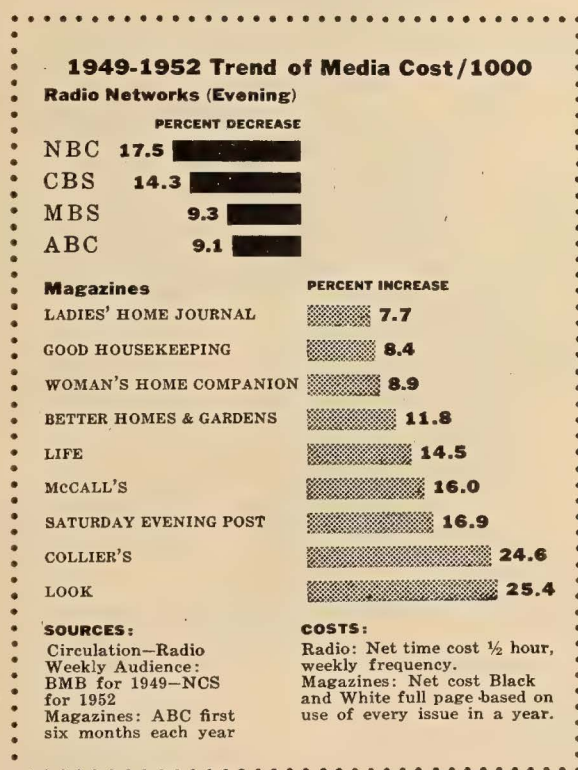 1949-1952 Trend of Media Cost/1000
Radio Networks (Evening)
PERCENT DECREASE
NBC 17.5
CBS 14.3
MBS 9.3
ABC 9.1
Magazines PERCENT INCREASE
LADIES' HOME JOURNAL 7.7
GOOD HOUSEKEEPING 8.4
WOMAN'S HOME COMPANION 8.9
BETTER HOMES & GARDENS 11.8
LIFE 14.5
McCALL'S 16.0
SATURDAY EVENING POST 16.9
COLLIER'S 24.6
LOOK 25.4
SOURCES:
Circulation—Radio
Weekly Audience:
BMB for 1949—NCS
for 1952
Magazines: ABC first
six months each year
COSTS:
Radio: Net time cost ½ hour,
weekly frequency.
Magazines: Net cost Black
and White full page based on
use of every issue in a year.